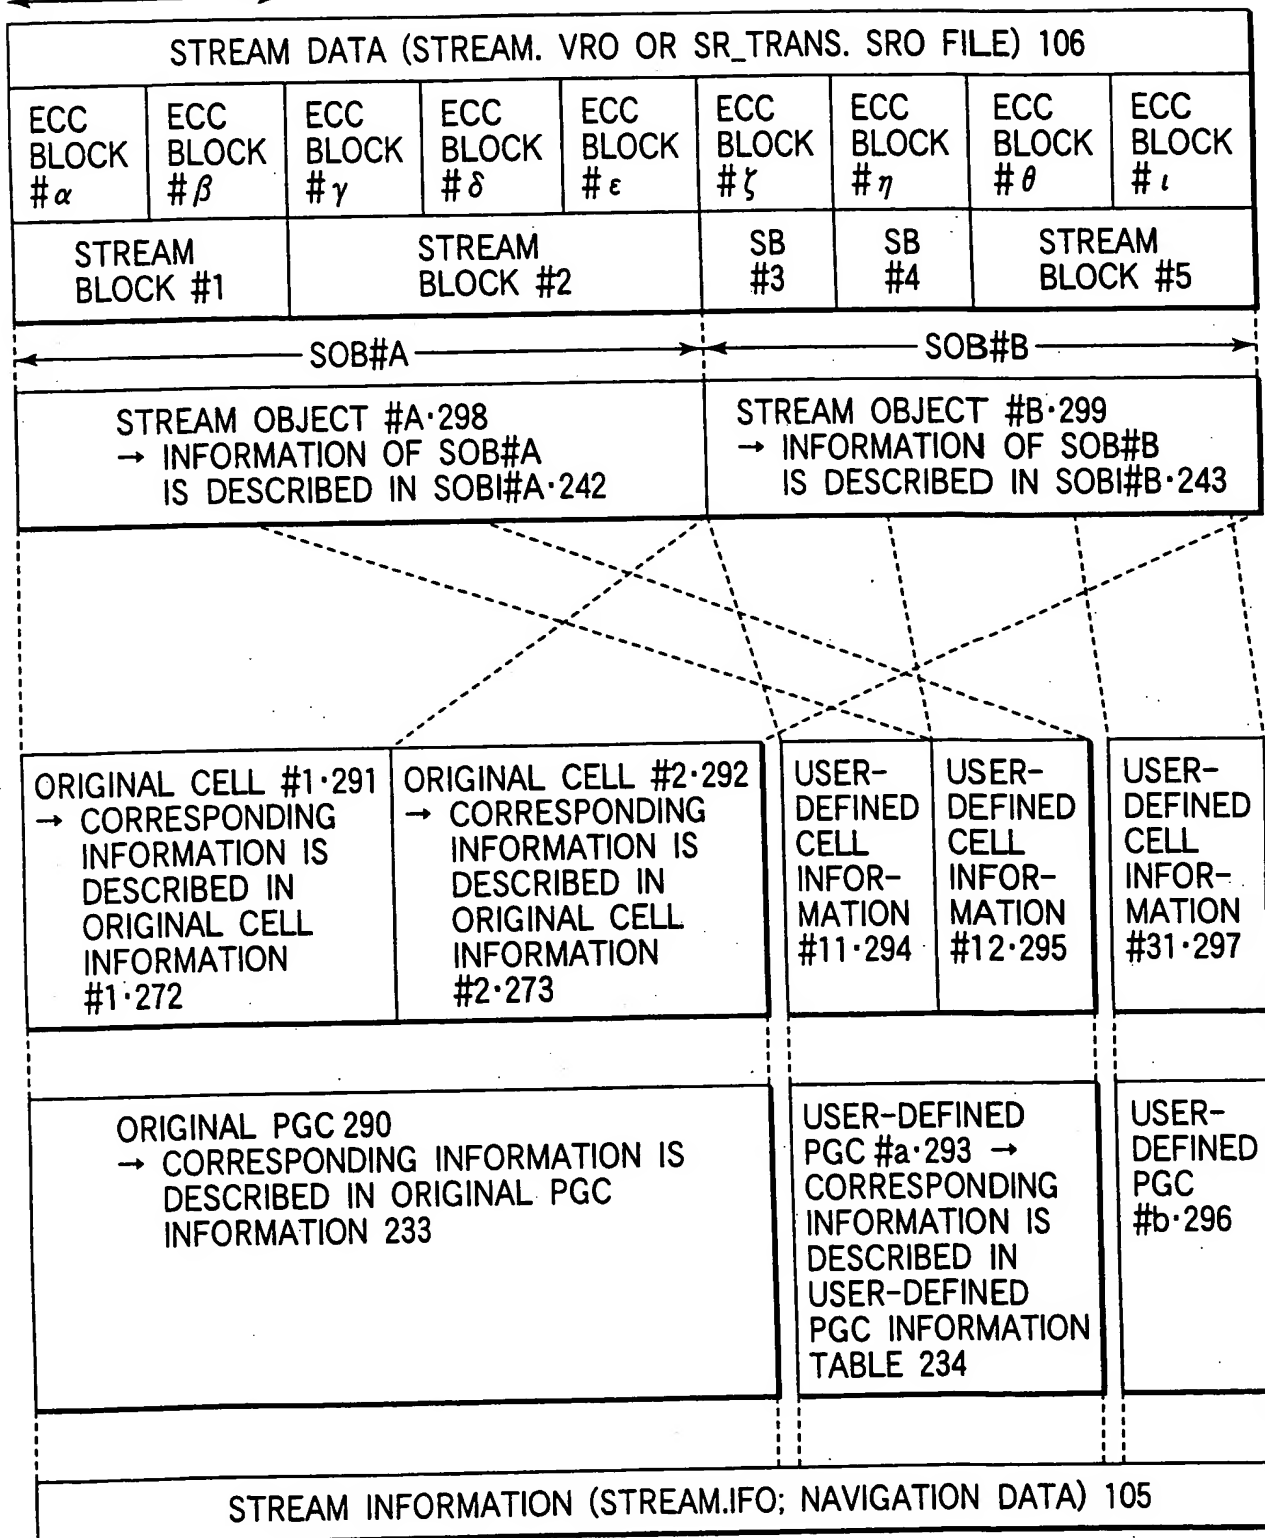 STREAM DATA (STREAM. VRO OR SR_TRANS. SRO FILE) 106
ECC BLOCK #α
ECC BLOCK #β
ECC BLOCK #γ
ECC BLOCK #δ
ECC BLOCK #ε
ECC BLOCK #ζ
ECC BLOCK #η
ECC BLOCK #θ
ECC BLOCK #ι
STREAM
BLOCK #1
STREAM
BLOCK #2
SB
#3
SB
#4
STREAM
BLOCK #5
SOB#A
SOB#B
STREAM OBJECT #A·298
→ INFORMATION OF SOB#A
IS DESCRIBED IN SOBI#A·242
STREAM OBJECT #B·299
→ INFORMATION OF SOB#B
IS DESCRIBED IN SOBI#B·243
ORIGINAL CELL #1·291
→ CORRESPONDING
INFORMATION IS
DESCRIBED IN
ORIGINAL CELL
INFORMATION
#1·272
ORIGINAL CELL #2·292
→ CORRESPONDING
INFORMATION IS
DESCRIBED IN
ORIGINAL CELL
INFORMATION
#2·273
USER-
DEFINED
CELL
INFOR-
MATION
#11·294
USER-
DEFINED
CELL
INFOR-
MATION
#12·295
USER-
DEFINED
CELL
INFOR-
MATION
#31·297
ORIGINAL PGC 290
→ CORRESPONDING INFORMATION IS
DESCRIBED IN ORIGINAL PGC
INFORMATION 233
USER-DEFINED
PGC #a·293 →
CORRESPONDING
INFORMATION IS
DESCRIBED IN
USER-DEFINED
PGC INFORMATION
TABLE 234
USER-
DEFINED
PGC
#b·296
STREAM INFORMATION (STREAM.IFO; NAVIGATION DATA) 105